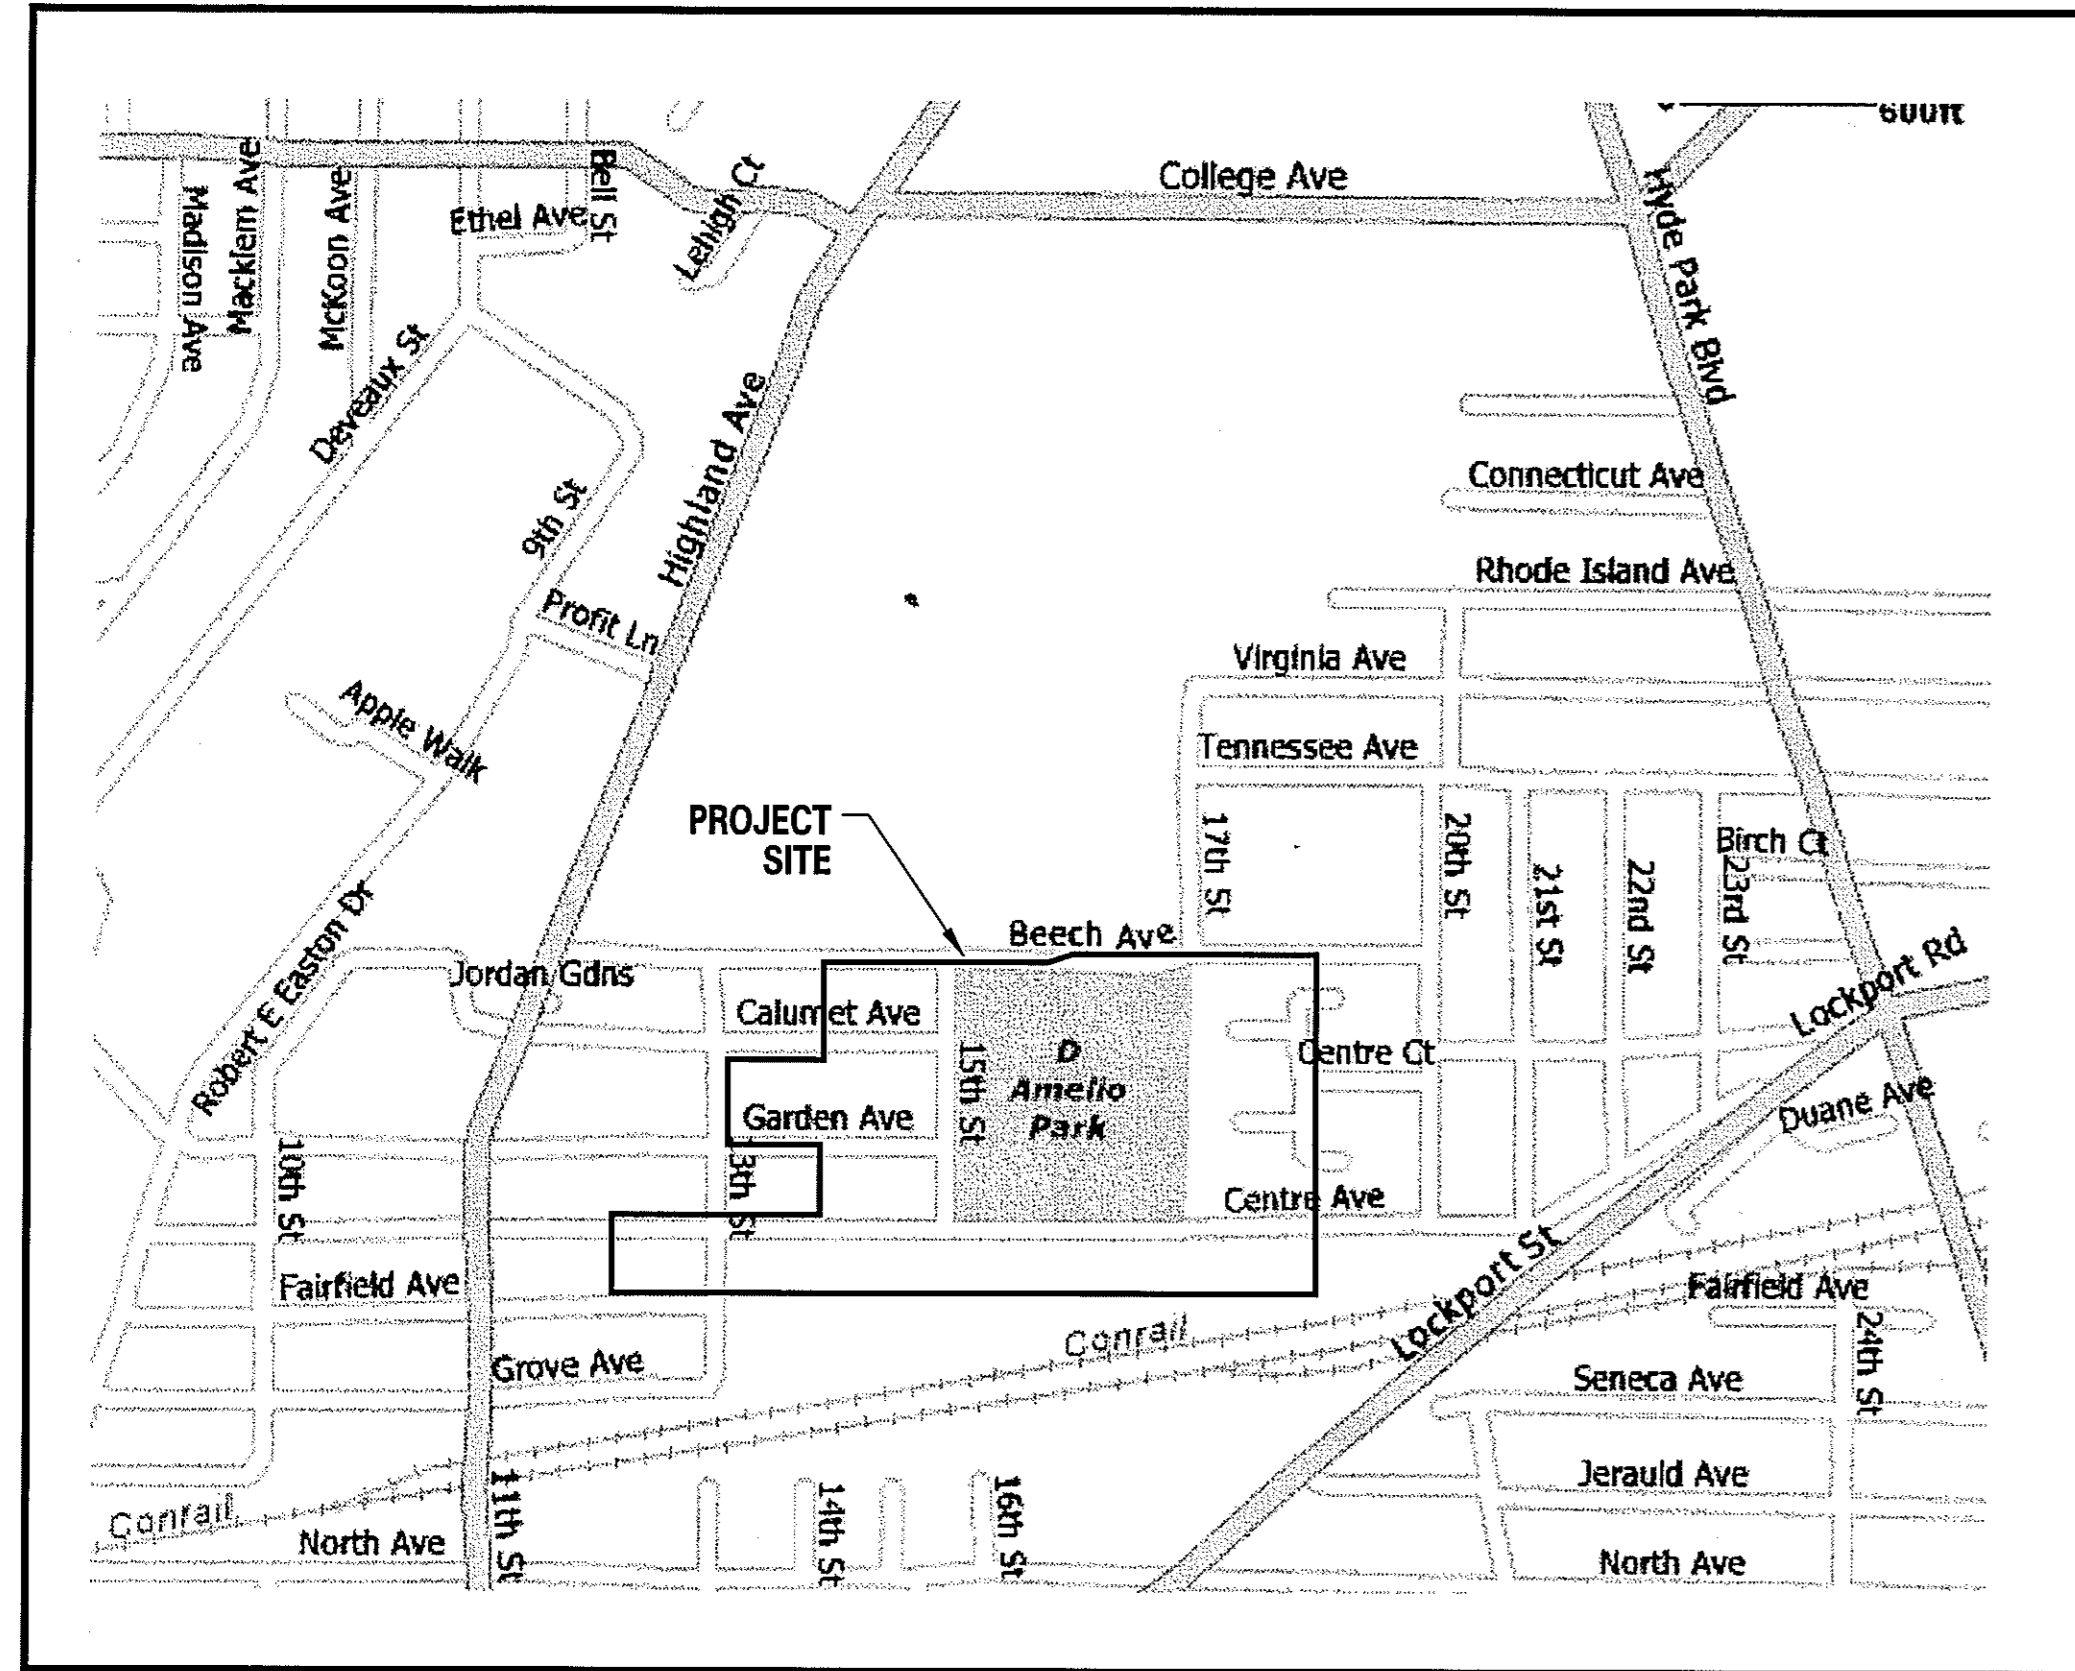 600ft
College Ave
Bell St
Lehigh Ct
Madison Ave
Macklem Ave
McKoon Ave
Ethel Ave
Hyde Park Blvd
Deveaux St
Highland Ave
9th St
Connecticut Ave
Rhode Island Ave
Profit Ln
Virginia Ave
Apple Walk
Tennessee Ave
PROJECT
SITE
17th St
20th St
21st St
22nd St
23rd St
Birch Ct
Robert E Easton Dr
Beech Ave
Lockport Rd
Jordan Gdns
Calumet Ave
D
Amelio
Park
15th St
Centre Ct
Garden Ave
Duane Ave
10th St
13th St
Centre Ave
Fairfield Ave
Lockport St
Fairfield Ave
Conrail
Grove Ave
24th St
Seneca Ave
11th St
14th St
16th St
Jerauld Ave
Conrail
North Ave
North Ave